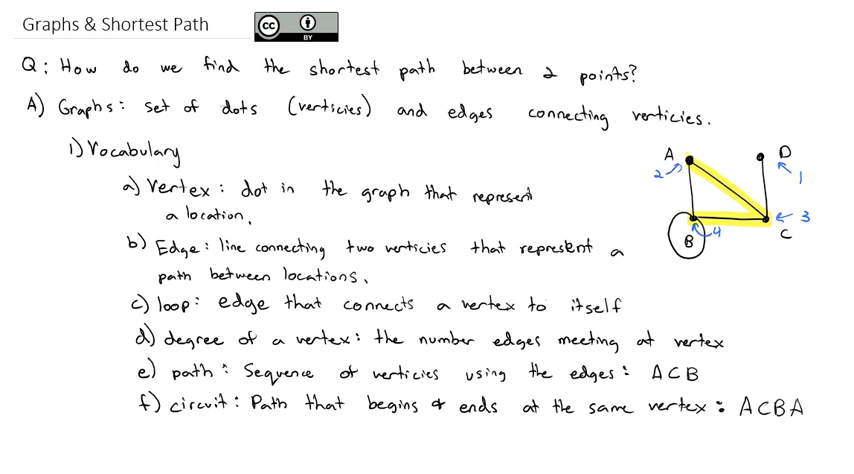 Graphs & Shortest Path
cc BY
Q: How do we find the shortest path between 2 points?
A) Graphs: set of dots (verticies) and edges connecting verticies.
1) Vocabulary
a) Vertex: dot in the graph that represent
a location.
b) Edge: line connecting two verticies that represent a
path between locations.
c) loop: edge that connects a vertex to itself
d) degree of a vertex: the number edges meeting at vertex
e) path: Sequence of verticies using the edges: ACB
f) circuit: Path that begins & ends at the same vertex: ACBA
A D
2 1
B 4 3
C